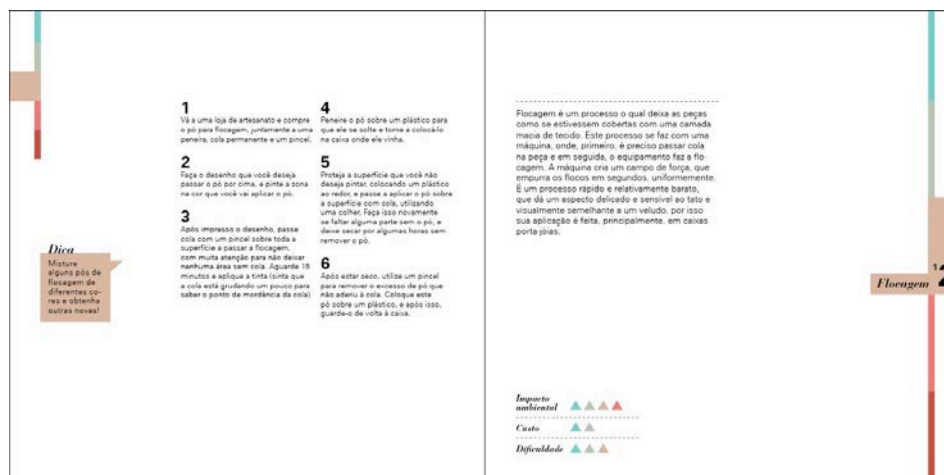 1
Vá a uma loja de artesanato e compre
o pó para flocagem, juntamente a uma
peneira, cola permanente e um pincel.
2
Faça o desenho que você deseja
passar o pó por cima, e pinte a zona
na cor que você vai aplicar o pó.
3
Após impresso o desenho, passe
cola com um pincel sobre toda a
superfície a passar a flocagem,
com muita atenção para não deixar
nenhuma área sem cola. Aguarde 15
minutos e aplique a tinta (sinta que
a cola está grudando um pouco para
saber o ponto de mordência da cola)
4
Peneire o pó sobre um plástico para
que ele se solte e torne a colocá-lo
na caixa onde ele vinha.
5
Proteja a superfície que você não
deseja pintar, colocando um plástico
ao redor, e passe a aplicar o pó sobre
a superfície com cola, utilizando
uma colher. Faça isso novamente
se faltar alguma parte sem o pó, e
deixe secar por algumas horas sem
remover o pó.
6
Após estar seco, utilize um pincel
para remover o excesso de pó que
não aderiu à cola. Coloque este
pó sobre um plástico, e após isso,
guarde-o de volta à caixa.
Dica
Misture
alguns pós de
flocagem de
diferentes co-
res e obtenha
outras novas!
Flocagem é um processo o qual deixa as peças
como se estivessem cobertas com uma camada
macia de tecido. Este processo se faz com uma
máquina, onde, primeiro, é preciso passar cola
na peça e em seguida, o equipamento faz a flo-
cagem. A máquina cria um campo de força, que
empurra os flocos em segundos, uniformemente.
É um processo rápido e relativamente barato,
que dá um aspecto delicado e sensível ao tato e
visualmente semelhante a um veludo, por isso
sua aplicação é feita, principalmente, em caixas
porta-joias.
Flocagem
Impacto
ambiental
Custo
Dificuldade